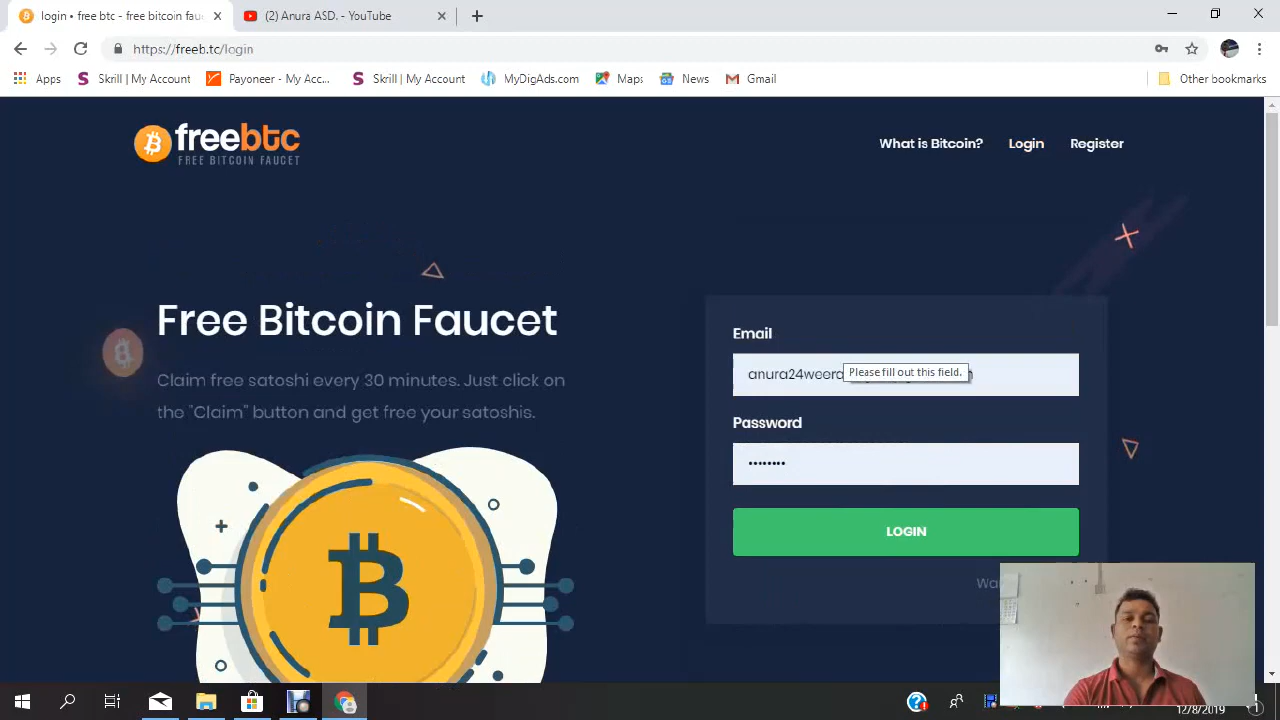 login • free btc - free bitcoin fau
(2) Anura ASD. - YouTube
https://freeb.tc/login
Apps
Skrill | My Account
Payoneer - My Acc...
Skrill | My Account
MyDigAds.com
Maps
News
Gmail
Other bookmarks
freebtc
FREE BITCOIN FAUCET
What is Bitcoin?
Login
Register
Free Bitcoin Faucet
Claim free satoshi every 30 minutes. Just click on
the "Claim" button and get free your satoshis.
Email
anura24weera
Please fill out this field.
Password
••••••••
LOGIN
12/8/2019